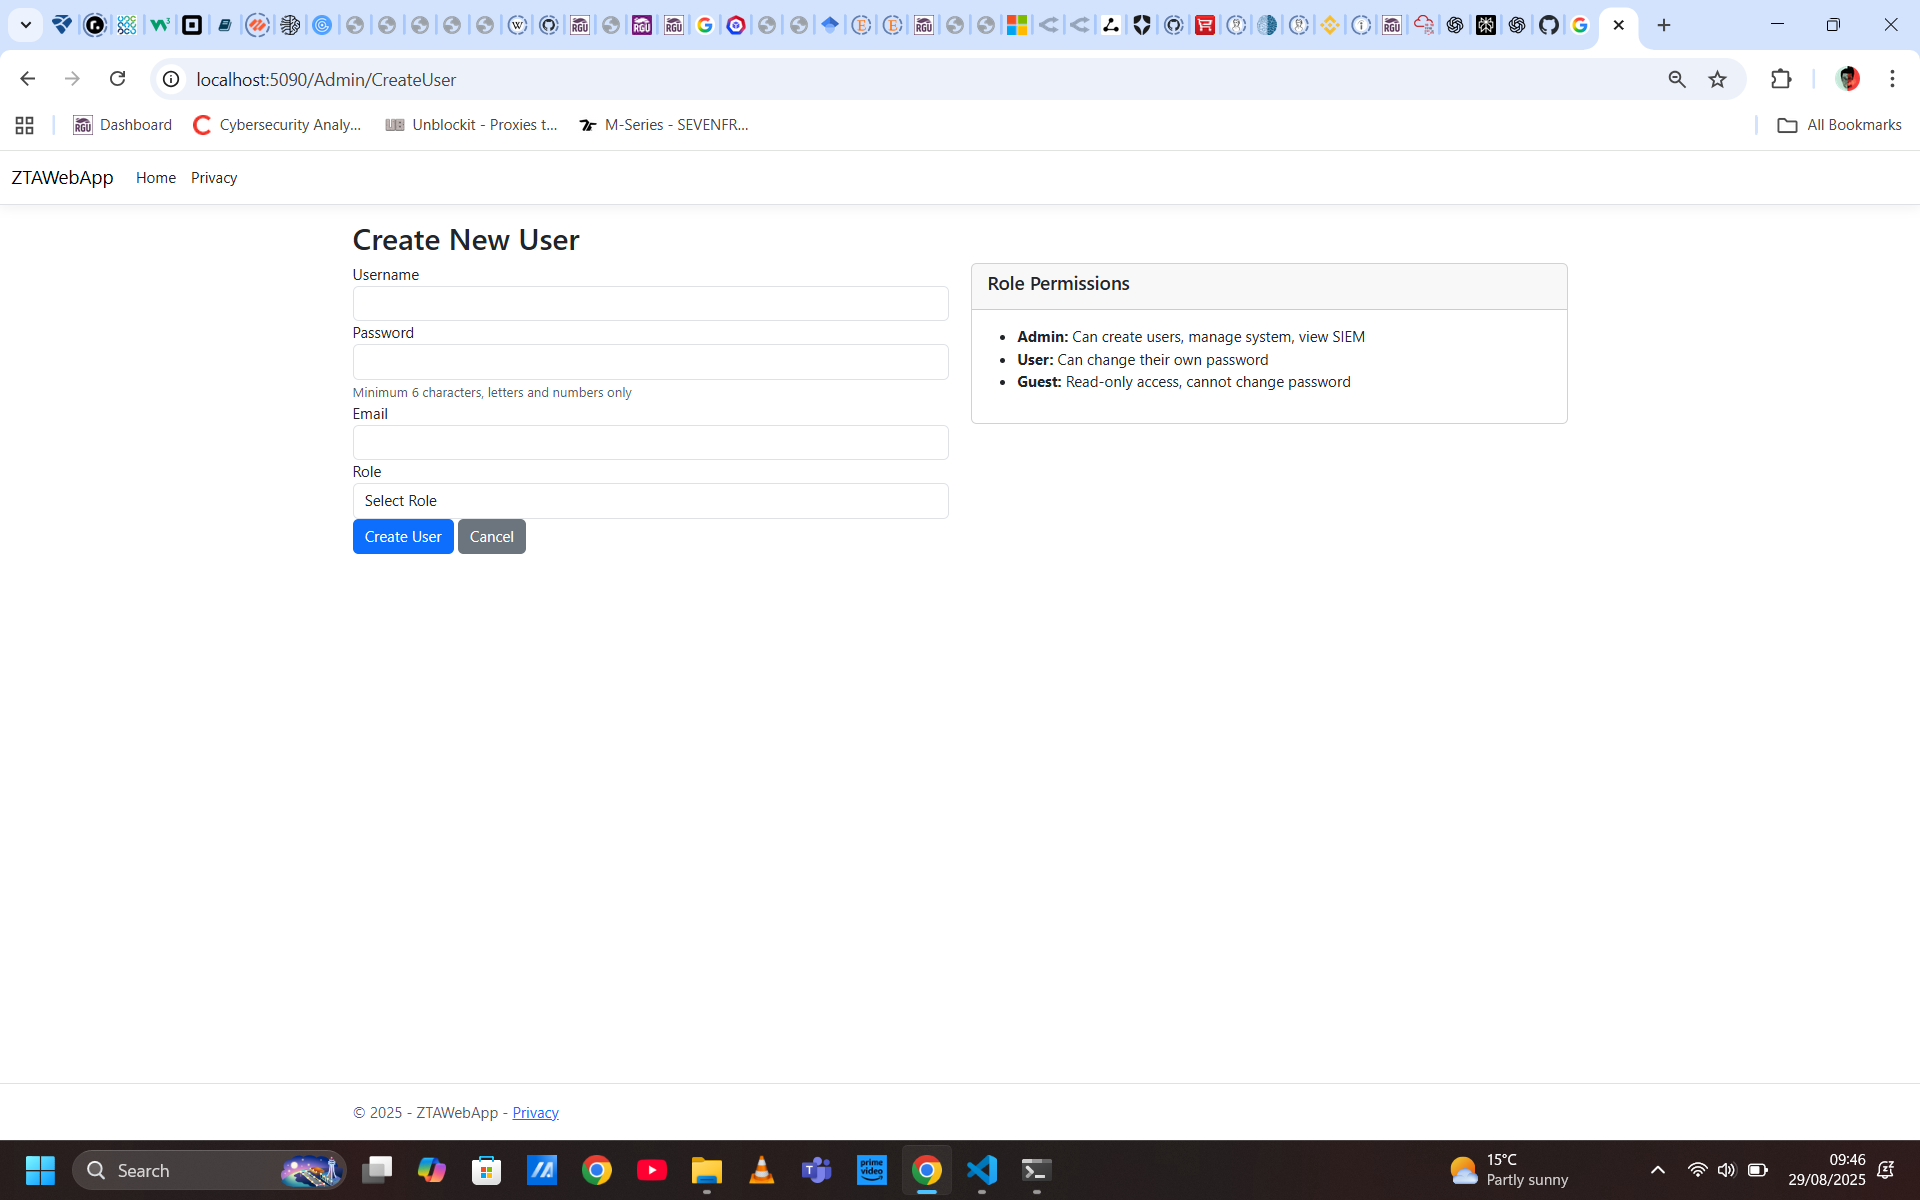 localhost:5090/Admin/CreateUser
Dashboard
Cybersecurity Analy...
Unblockit - Proxies t...
M-Series - SEVENFR...
All Bookmarks
ZTAWebApp
Home
Privacy
Create New User
Username
Password
Minimum 6 characters, letters and numbers only
Email
Role
Select Role
Create User
Cancel
Role Permissions
Admin: Can create users, manage system, view SIEM
User: Can change their own password
Guest: Read-only access, cannot change password
© 2025 - ZTAWebApp - Privacy
Search
15°C
Partly sunny
09:46
29/08/2025